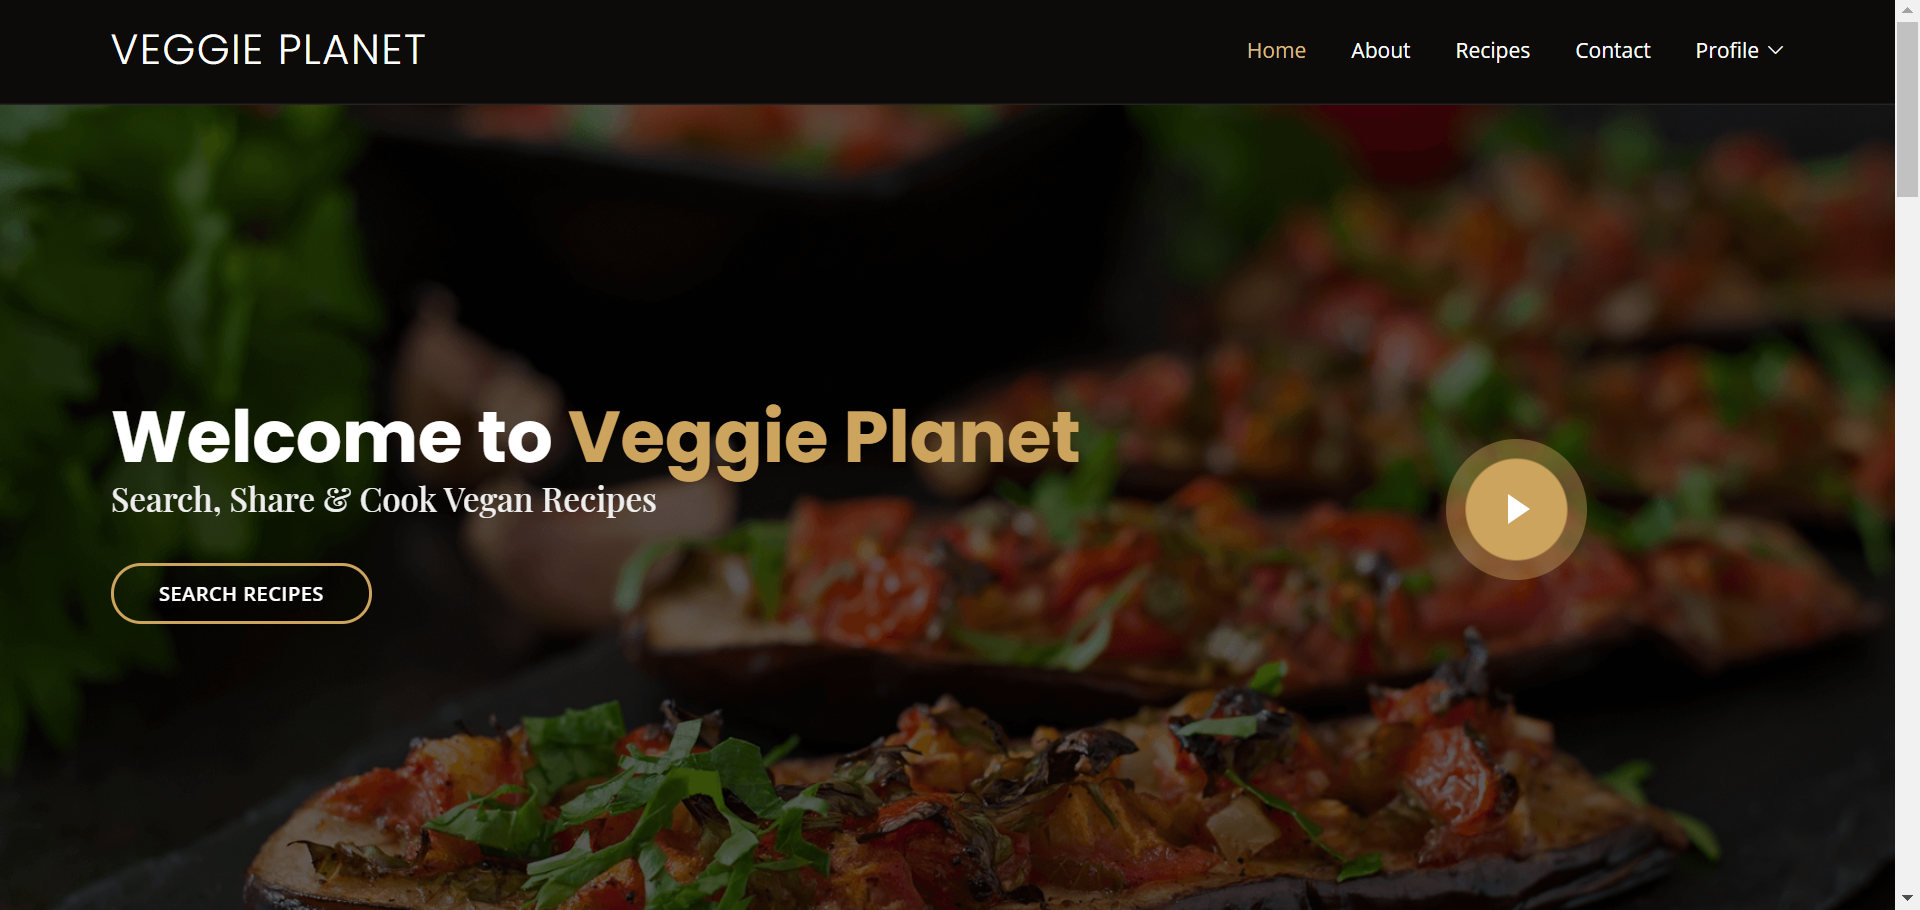 VEGGIE PLANET
Home About Recipes Contact Profile
Welcome to Veggie Planet
Search, Share & Cook Vegan Recipes
SEARCH RECIPES